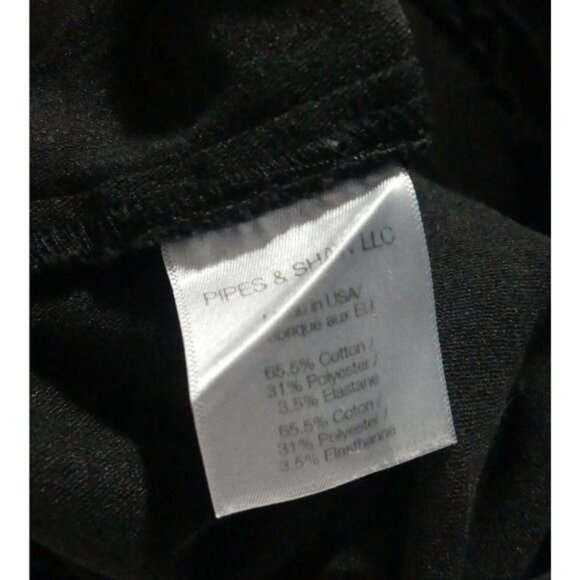 PIPES & SHAW LLC
in USA/
aux EU
65.5% Cotton /
31% Polyester /
3.5% Elastane
65.5% Coton /
31% Polyester /
3.5% Elasthanne